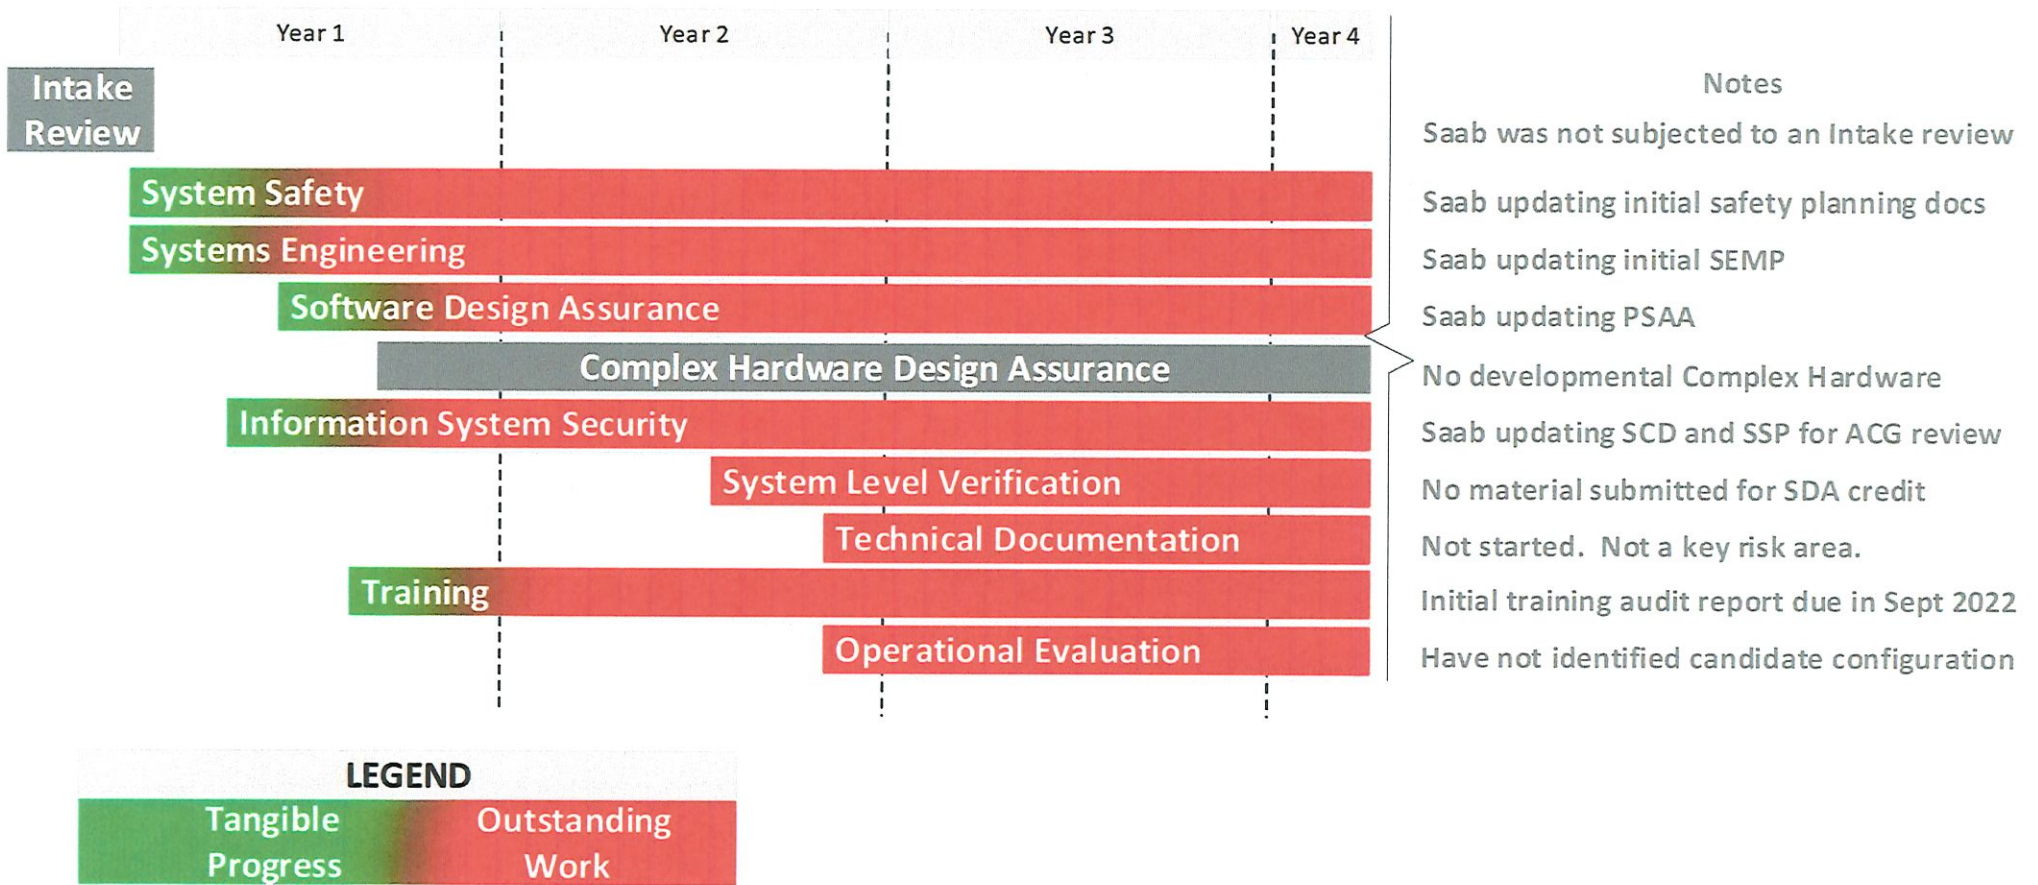 Year 1 Year 2 Year 3 Year 4
Intake
Review
Notes
Saab was not subjected to an Intake review
System Safety
Saab updating initial safety planning docs
Systems Engineering
Saab updating initial SEMP
Software Design Assurance
Saab updating PSAA
Complex Hardware Design Assurance
No developmental Complex Hardware
Information System Security
Saab updating SCD and SSP for ACG review
System Level Verification
No material submitted for SDA credit
Technical Documentation
Not started. Not a key risk area.
Training
Initial training audit report due in Sept 2022
Operational Evaluation
Have not identified candidate configuration
LEGEND
Tangible
Progress
Outstanding
Work